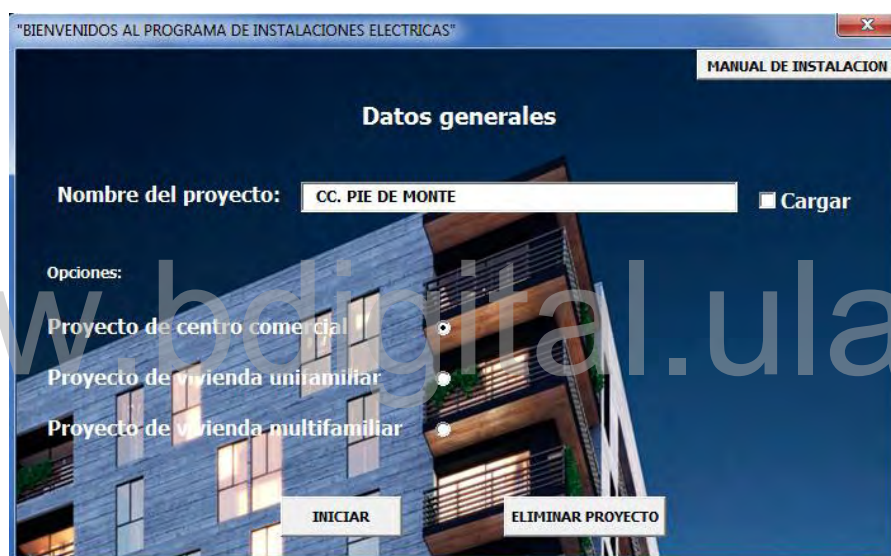 "BIENVENIDOS AL PROGRAMA DE INSTALACIONES ELECTRICAS"
MANUAL DE INSTALACION
Datos generales
Nombre del proyecto: CC. PIE DE MONTE Cargar
Opciones:
Proyecto de centro comercial
Proyecto de vivienda unifamiliar
Proyecto de vivienda multifamiliar
INICIAR ELIMINAR PROYECTO
w.bdigital.ula